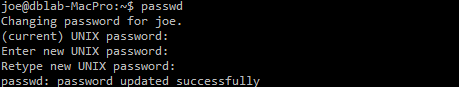 joe@dblab-MacPro:~$ passwd
Changing password for joe.
(current) UNIX password:
Enter new UNIX password:
Retype new UNIX password:
passwd: password updated successfully